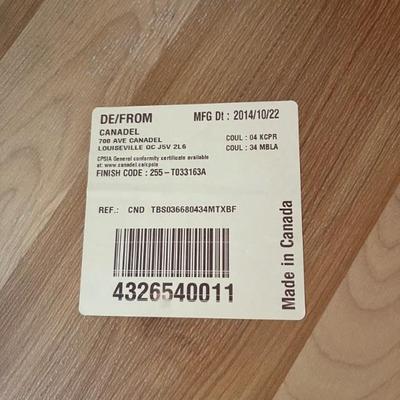 DE/FROM
MFG Dt : 2014/10/22
CANADEL
700 AVE CANADEL
LOUISEVILLE QC J5V 2L6
COUL : 04 KCPR
COUL : 34 MBLA
CPSIA General conformity certificate available
at: www.canadel.ca/cpsia
FINISH CODE : 255-T033163A
REF.: CND TBS036680434MTXBF
4326540011
Made in Canada